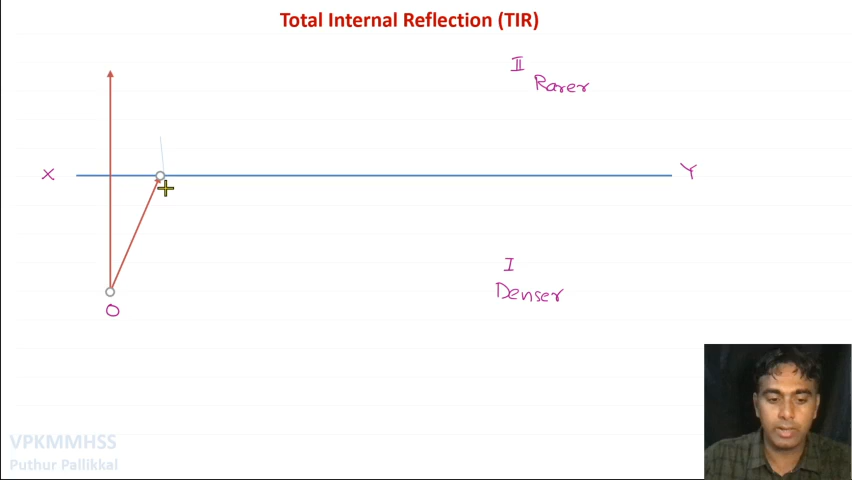 Total Internal Reflection (TIR)
II
Rarer
X
Y
I
Denser
O
VPKMMHSS
Puthur Pallikkal